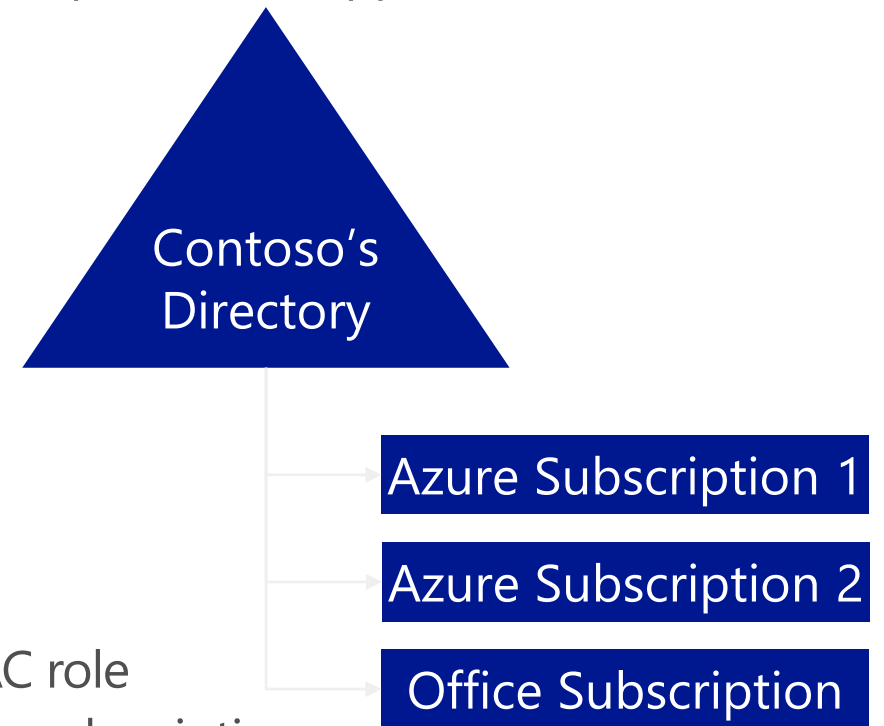 Contoso's
Directory
Azure Subscription 1
Azure Subscription 2
role
Office Subscription